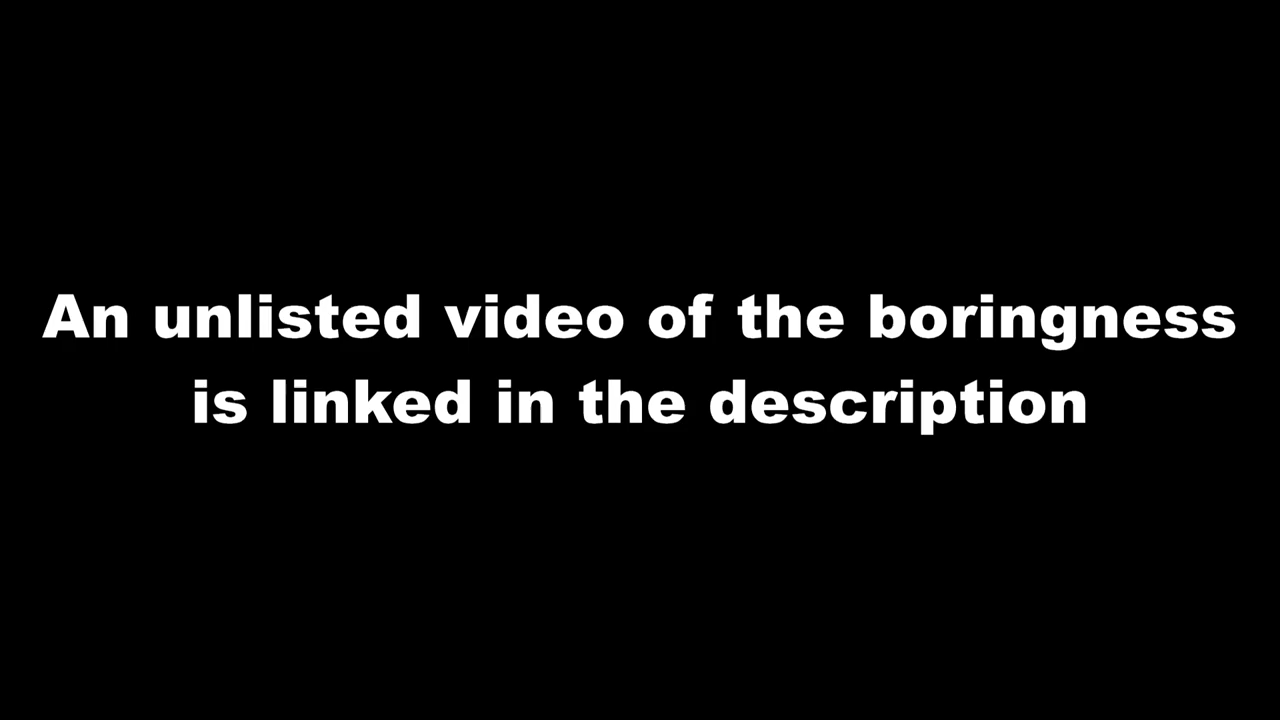 An unlisted video of the boringness
is linked in the description